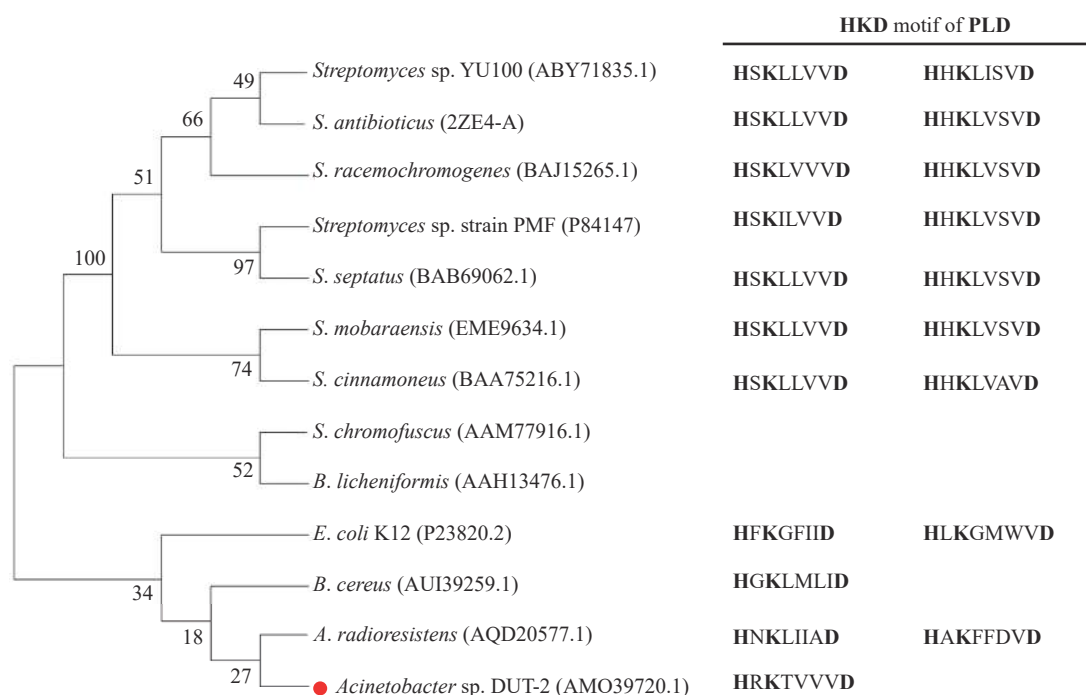 HKD motif of PLD
Streptomyces sp. YU100 (ABY71835.1) HSKLLVVD HHKLISVD
49
S. antibioticus (2ZE4-A) HSKLLVVD HHKLVSVD
66
S. racemochromogenes (BAJ15265.1) HSKLVVVD HHKLVSVD
51
Streptomyces sp. strain PMF (P84147) HSKILVVD HHKLVSVD
100
97
S. septatus (BAB69062.1) HSKLLVVD HHKLVSVD
S. mobaraensis (EME9634.1) HSKLLVVD HHKLVSVD
74
S. cinnamoneus (BAA75216.1) HSKLLVVD HHKLVAVD
S. chromofuscus (AAM77916.1)
52
B. licheniformis (AAH13476.1)
E. coli K12 (P23820.2) HFKGFIID HLKGMWVD
34
B. cereus (AUI39259.1) HGKLMLID
18
A. radioresistens (AQD20577.1) HNKLIIAD HAKFFDVD
27
Acinetobacter sp. DUT-2 (AMO39720.1) HRKTVVVD